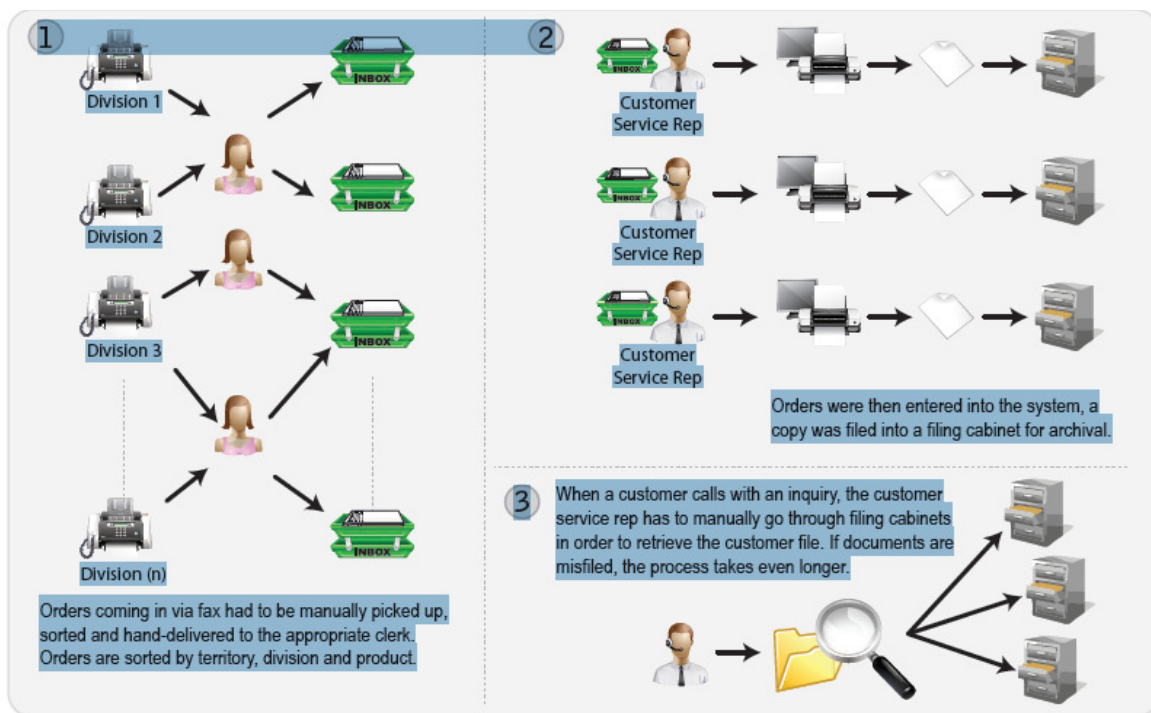 1
Division 1
INBOX
Division 2
INBOX
Division 3
INBOX
Division (n)
INBOX
Orders coming in via fax had to be manually picked up,
sorted and hand-delivered to the appropriate clerk.
Orders are sorted by territory, division and product.
2
INBOX
Customer
Service Rep
INBOX
Customer
Service Rep
INBOX
Customer
Service Rep
Orders were then entered into the system, a
copy was filed into a filing cabinet for archival.
3
When a customer calls with an inquiry, the customer
service rep has to manually go through filing cabinets
in order to retrieve the customer file. If documents are
misfiled, the process takes even longer.